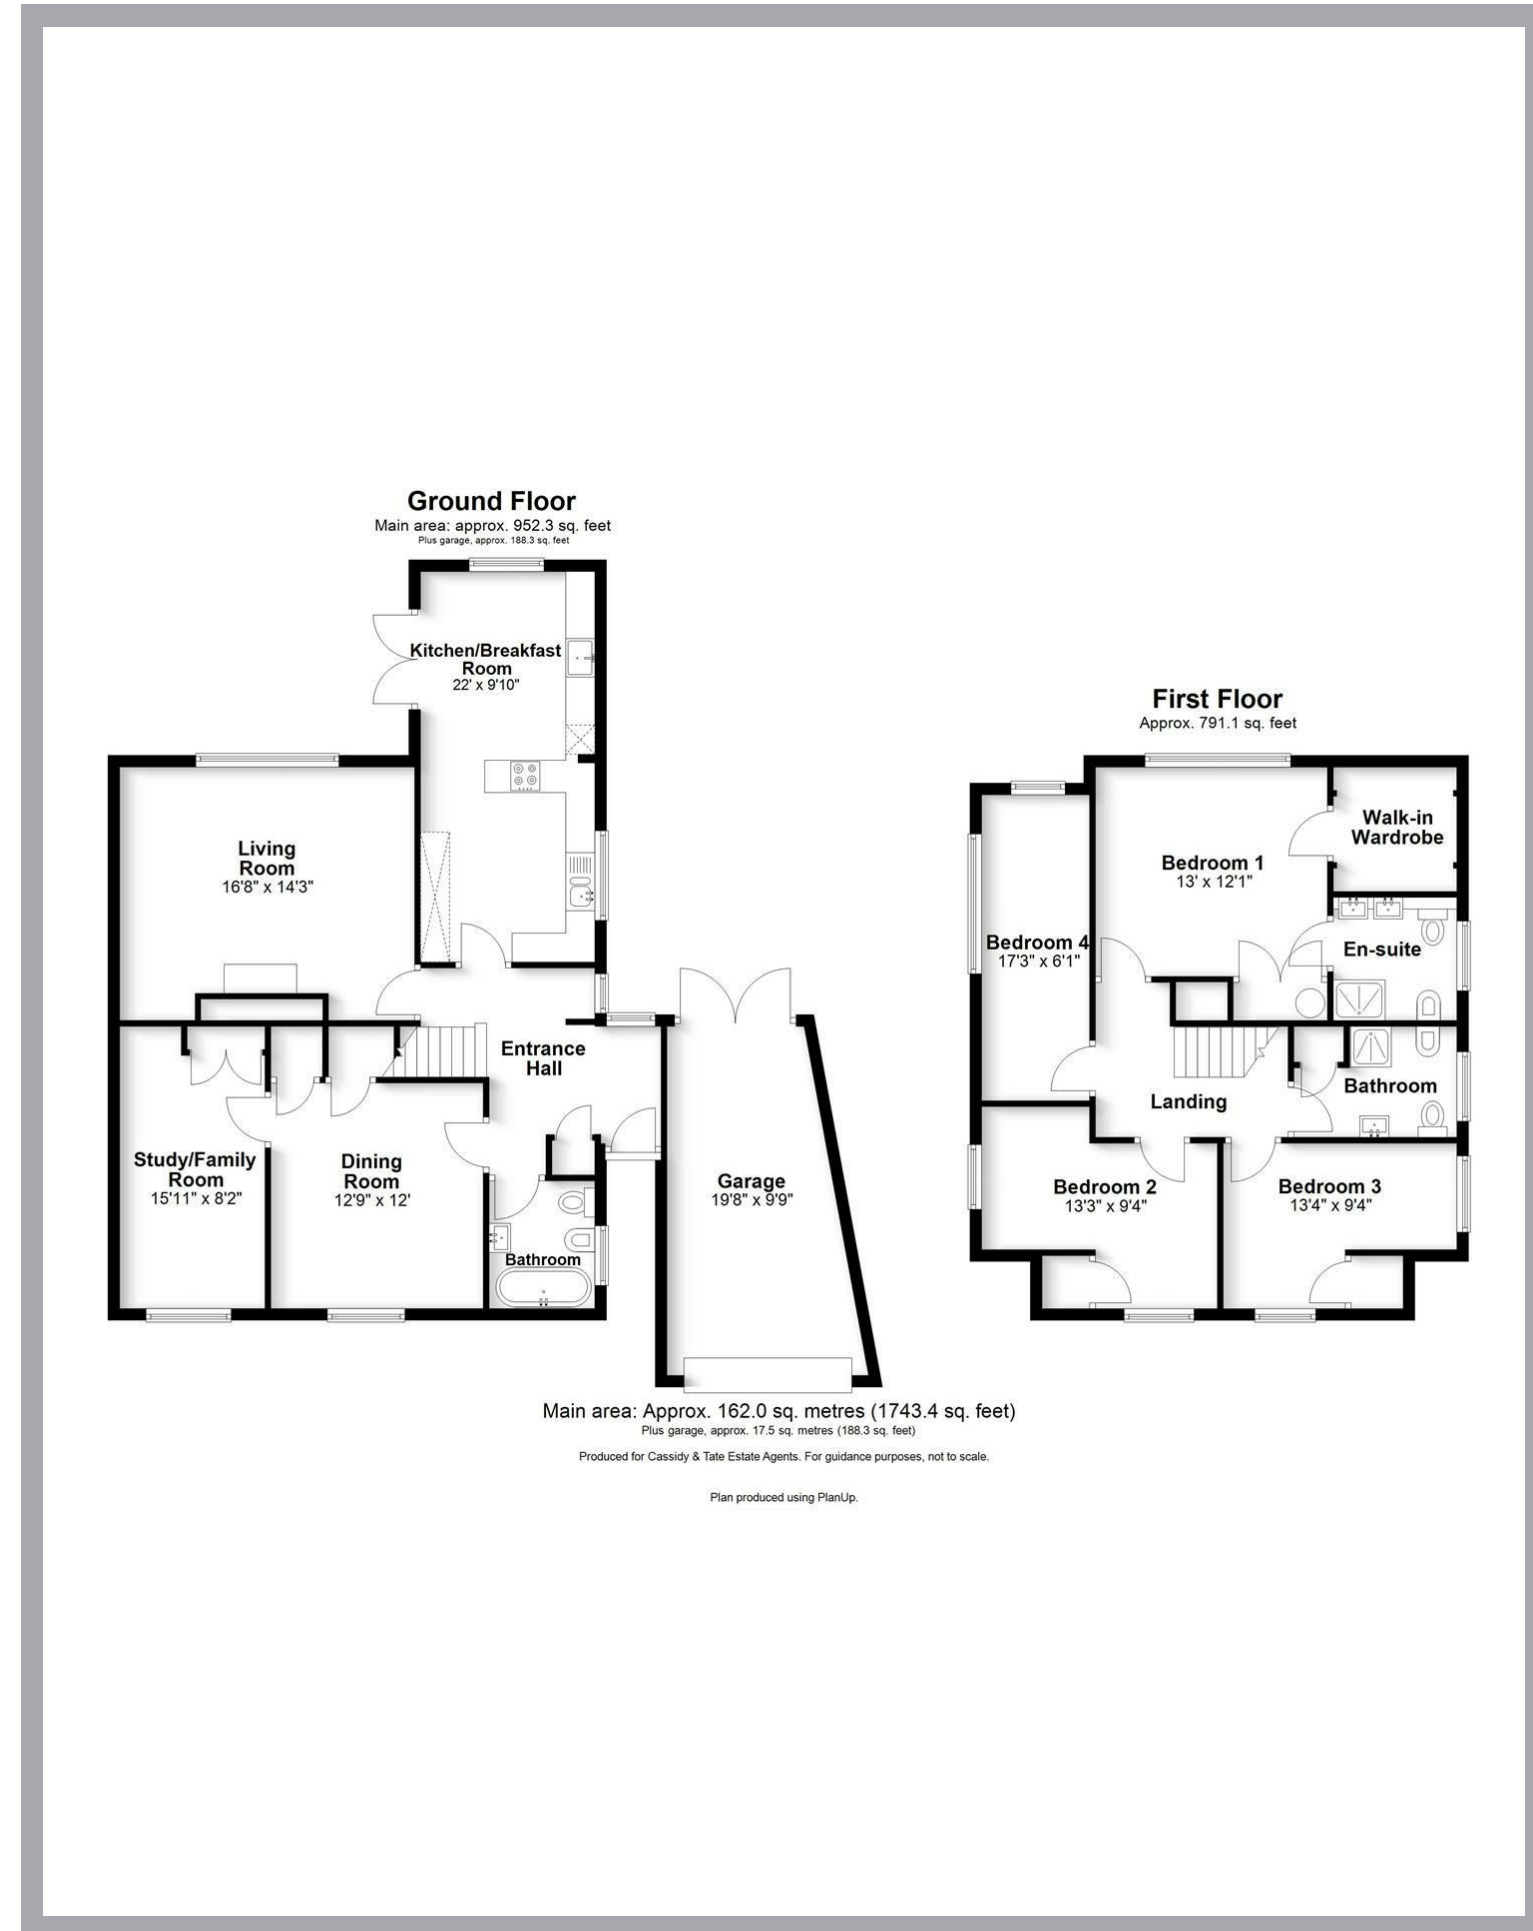 Ground Floor
Main area: approx. 952.3 sq. feet
Plus garage, approx. 188.3 sq. feet
Kitchen/Breakfast
Room
22' x 9'10"
Living
Room
16'8" x 14'3"
Entrance
Hall
Study/Family
Room
15'11" x 8'2"
Dining
Room
12'9" x 12'
Bathroom
Garage
19'8" x 9'9"
First Floor
Approx. 791.1 sq. feet
Walk-in
Wardrobe
Bedroom 1
13' x 12'1"
Bedroom 4
17'3" x 6'1"
En-suite
Bathroom
Landing
Bedroom 2
13'3" x 9'4"
Bedroom 3
13'4" x 9'4"
Main area: Approx. 162.0 sq. metres (1743.4 sq. feet)
Plus garage, approx. 17.5 sq. metres (188.3 sq. feet)
Produced for Cassidy & Tate Estate Agents. For guidance purposes, not to scale.
Plan produced using PlanUp.